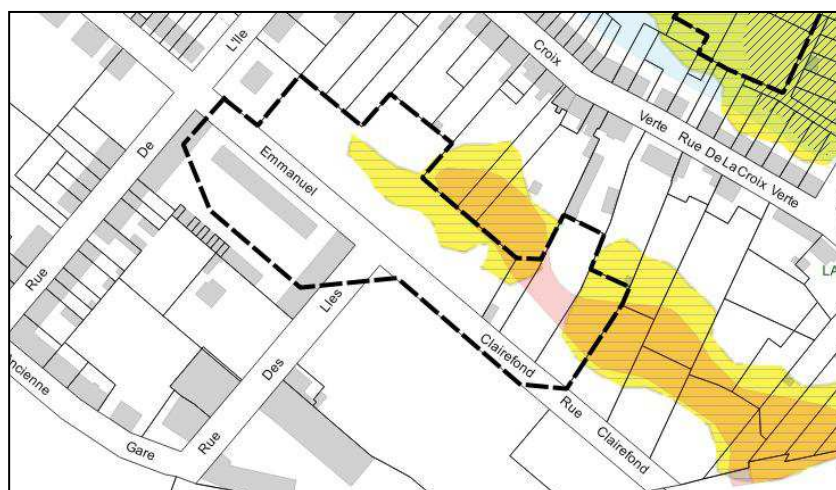 L'Ile
De
Rue
Croix
Verte
Rue De La Croix Verte
Emmanuel
Clairefond
Rue
Clairefond
Lles
Des
Rue
ncienne
Gare
LA